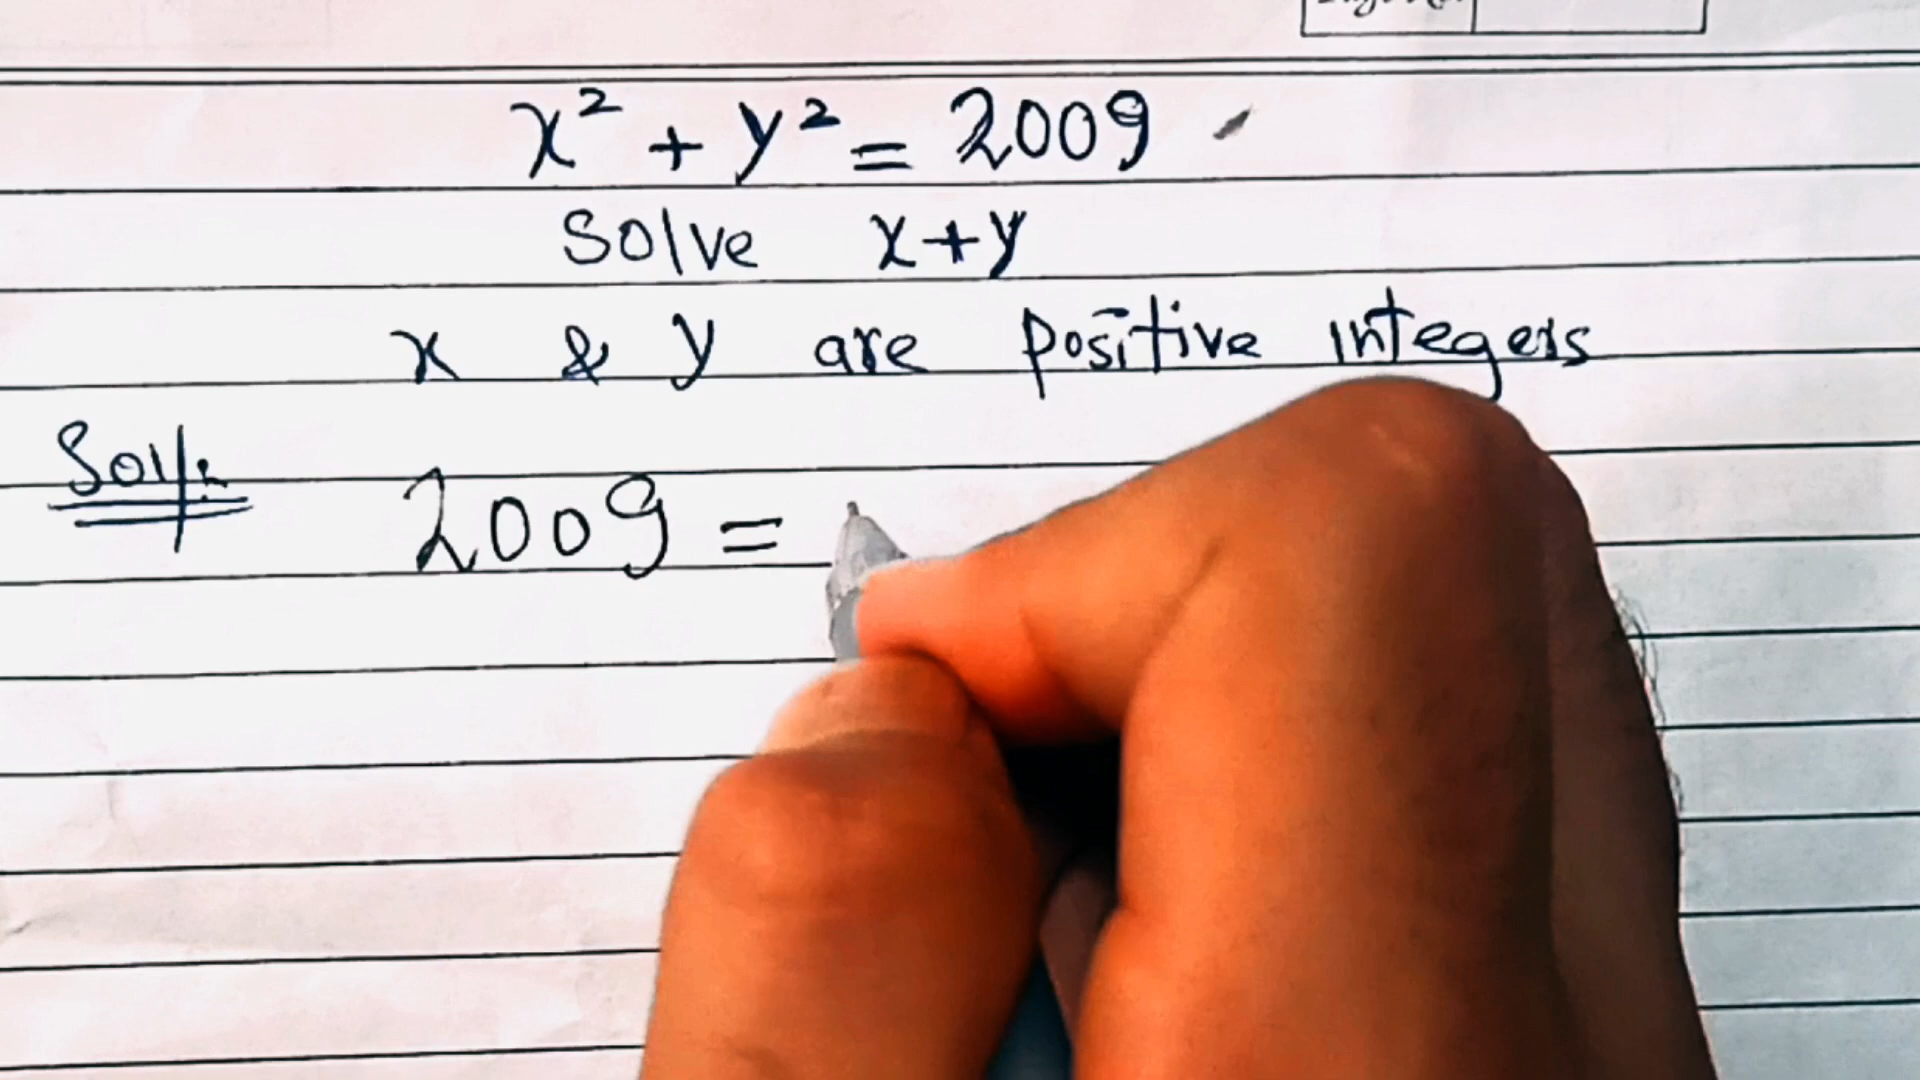 x² + y² = 2009
Solve x+y
x & y are positive integers
Sol/:
2009 =